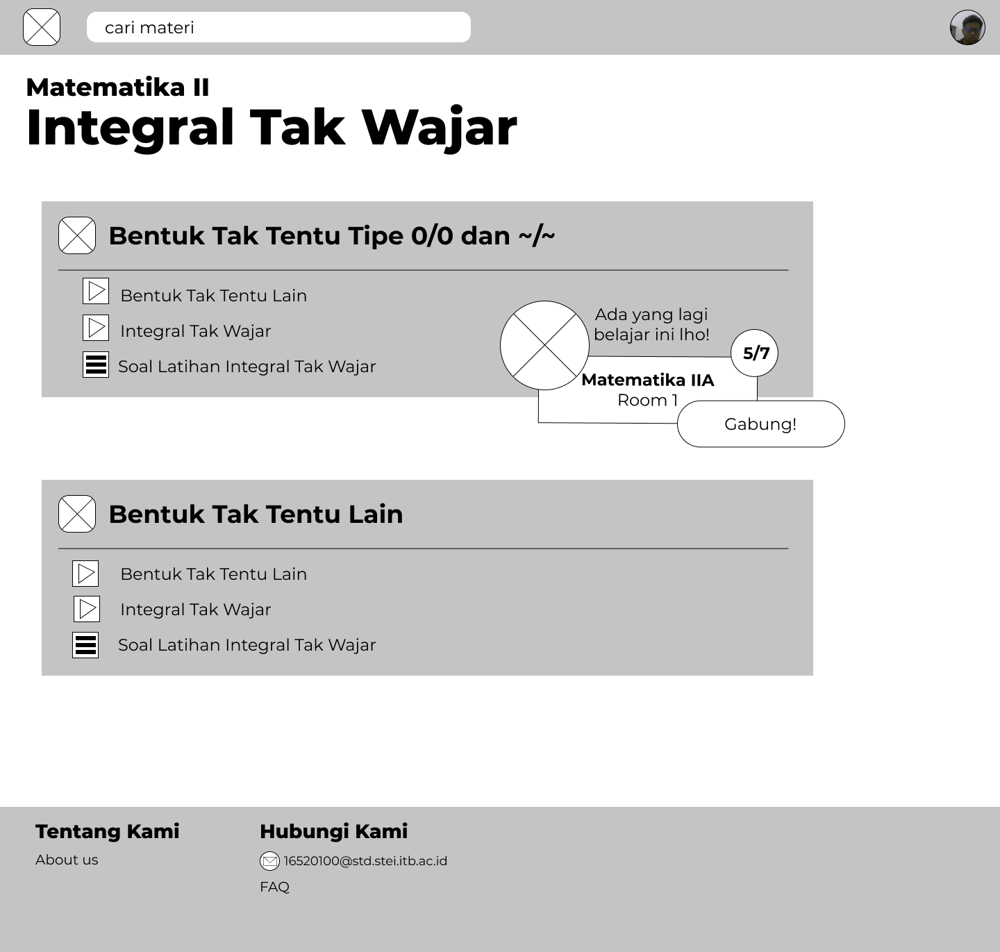 cari materi
Matematika II
Integral Tak Wajar
Bentuk Tak Tentu Tipe 0/0 dan ~/~
Bentuk Tak Tentu Lain
Integral Tak Wajar
Soal Latihan Integral Tak Wajar
Ada yang lagi
belajar ini lho!
5/7
Matematika IIA
Room 1
Gabung!
Bentuk Tak Tentu Lain
Bentuk Tak Tentu Lain
Integral Tak Wajar
Soal Latihan Integral Tak Wajar
Tentang Kami
About us
Hubungi Kami
16520100@std.stei.itb.ac.id
FAQ